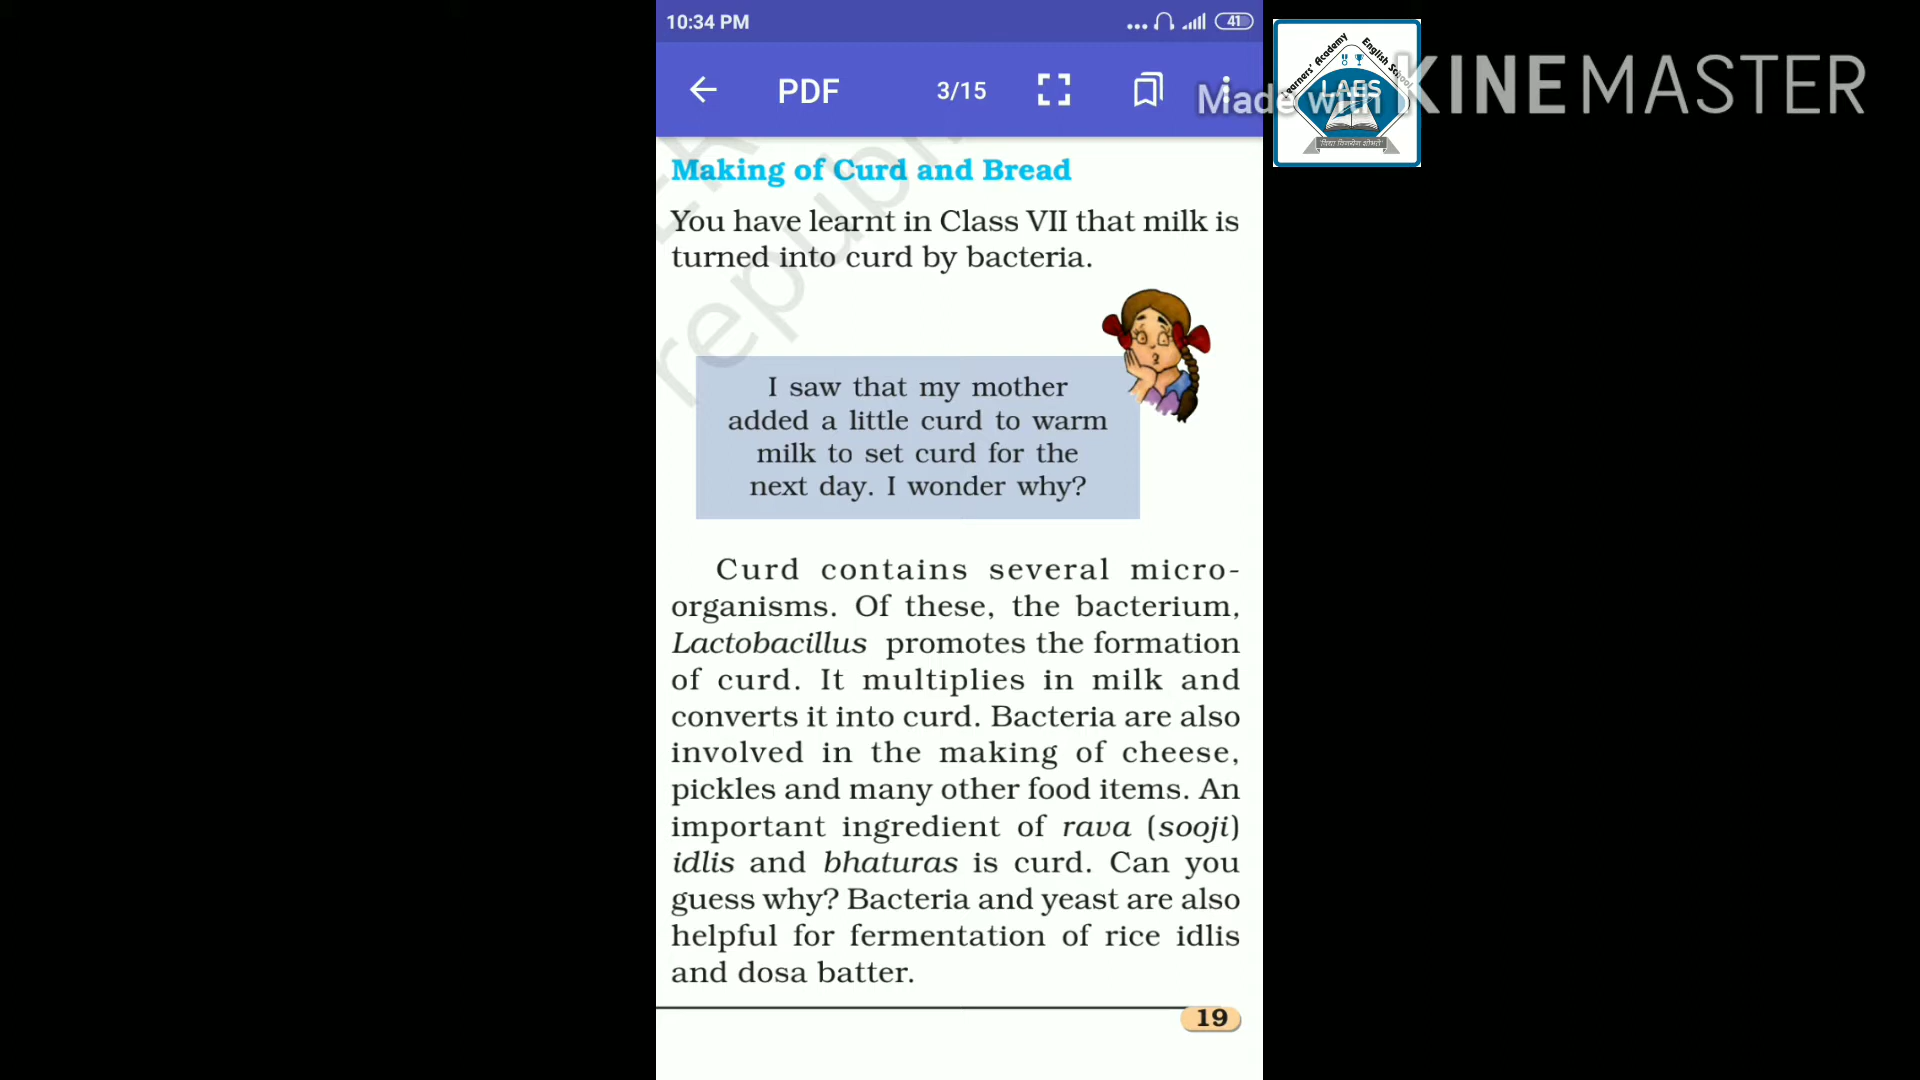 10:34 PM
41
PDF
3/15
Made with KINEMASTER
Learners' Academy English School
LAES
Making of Curd and Bread
You have learnt in Class VII that milk is
turned into curd by bacteria.
I saw that my mother
added a little curd to warm
milk to set curd for the
next day. I wonder why?
Curd contains several micro-
organisms. Of these, the bacterium,
Lactobacillus promotes the formation
of curd. It multiplies in milk and
converts it into curd. Bacteria are also
involved in the making of cheese,
pickles and many other food items. An
important ingredient of rava (sooji)
idlis and bhaturas is curd. Can you
guess why? Bacteria and yeast are also
helpful for fermentation of rice idlis
and dosa batter.
19